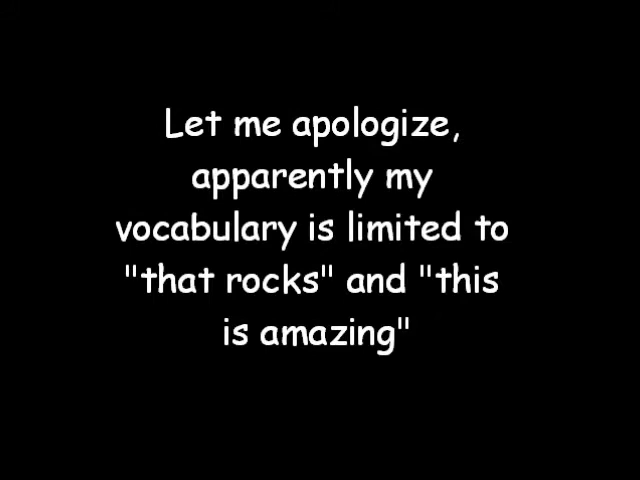 Let me apologize,
apparently my
vocabulary is limited to
"that rocks" and "this
is amazing"